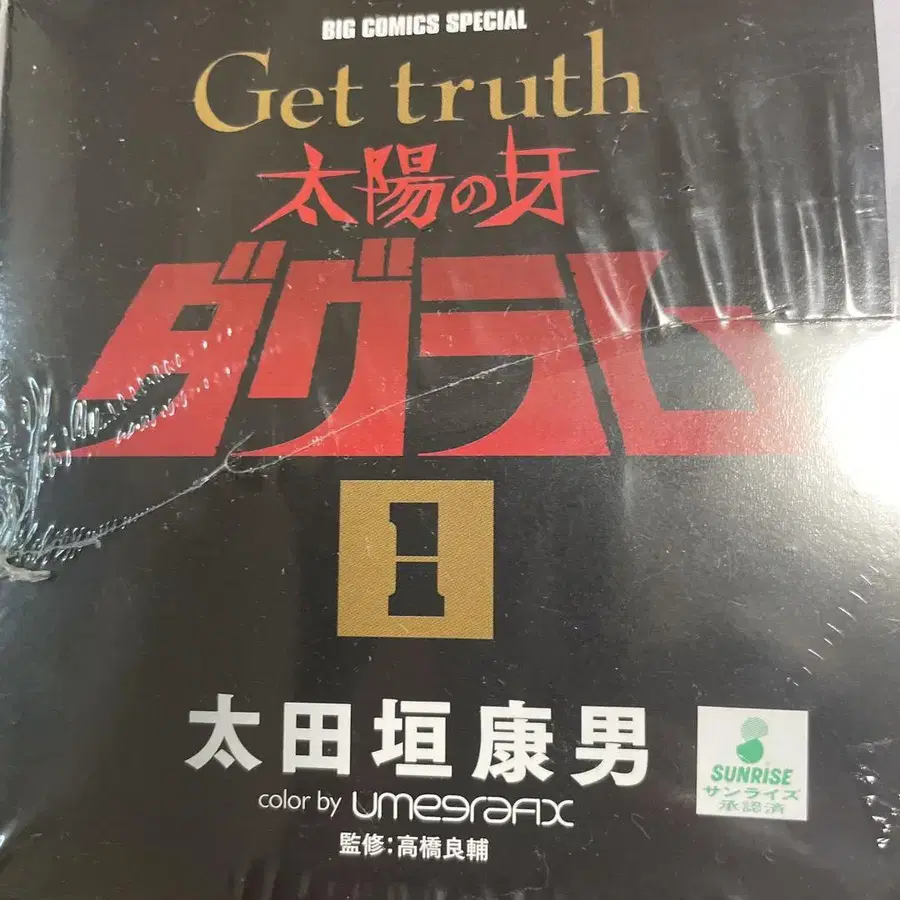 BIG COMICS SPECIAL
Get truth
太陽の牙
ダグラム
1
太田垣康男
color by umegrafix
監修:高橋良輔
SUNRISE
サンライズ
承認済